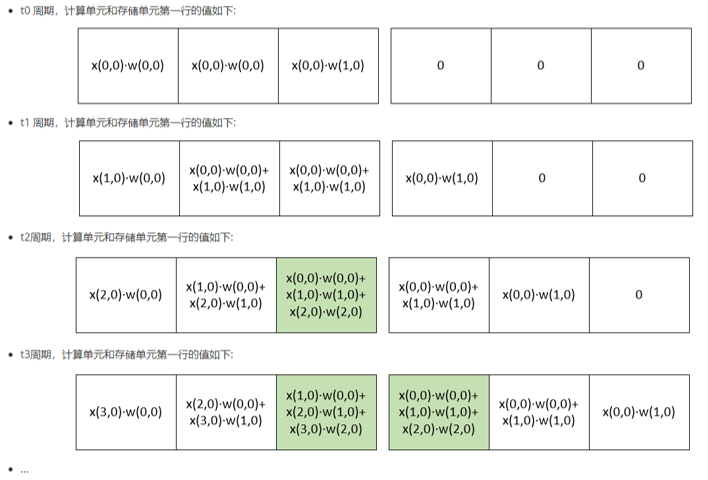 • t0 周期，计算单元和存储单元第一行的值如下:
x(0,0)·w(0,0) x(0,0)·w(0,0) x(0,0)·w(1,0) 0 0 0
• t1 周期，计算单元和存储单元第一行的值如下:
x(1,0)·w(0,0)
x(0,0)·w(0,0)+
x(1,0)·w(1,0)
x(0,0)·w(0,0)+
x(1,0)·w(1,0)
x(0,0)·w(1,0) 0 0
• t2周期，计算单元和存储单元第一行的值如下:
x(2,0)·w(0,0)
x(1,0)·w(0,0)+
x(2,0)·w(1,0)
x(0,0)·w(0,0)+
x(1,0)·w(1,0)+
x(2,0)·w(2,0)
x(0,0)·w(0,0)+
x(1,0)·w(1,0)
x(0,0)·w(1,0) 0
• t3周期，计算单元和存储单元第一行的值如下:
x(3,0)·w(0,0)
x(2,0)·w(0,0)+
x(3,0)·w(1,0)
x(1,0)·w(0,0)+
x(2,0)·w(1,0)+
x(3,0)·w(2,0)
x(0,0)·w(0,0)+
x(1,0)·w(1,0)+
x(2,0)·w(2,0)
x(0,0)·w(0,0)+
x(1,0)·w(1,0)
x(0,0)·w(1,0)
• ...